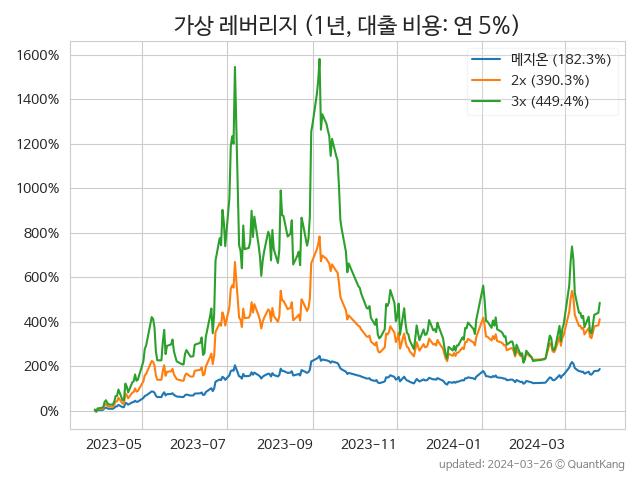 가상 레버리지 (1년, 대출 비용: 연 5%)
메지온 (182.3%)
2x (390.3%)
3x (449.4%)
1600%
1400%
1200%
1000%
800%
600%
400%
200%
0%
2023-05 2023-07 2023-09 2023-11 2024-01 2024-03
updated: 2024-03-26 © QuantKang